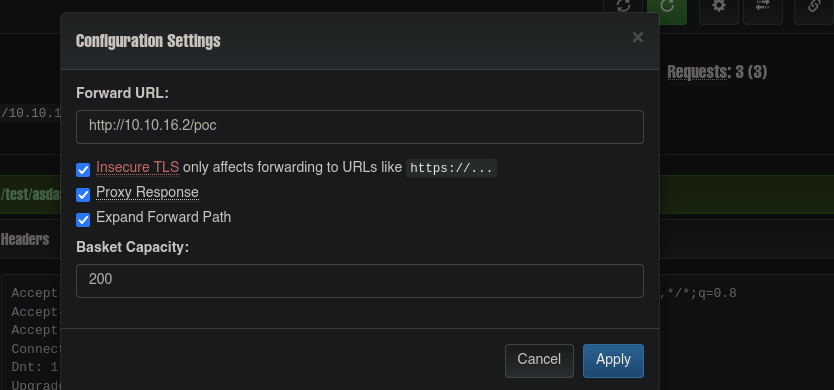 Configuration Settings
×
Requests: 3 (3)
Forward URL:
/10.10.1
http://10.10.16.2/poc
Insecure TLS only affects forwarding to URLs like https://...
/test/asda
Proxy Response
Expand Forward Path
Headers
Basket Capacity:
200
Accept
,*/*;q=0.8
Accept-
Accept-
Connect
Dnt: 1
Upgrade
Cancel
Apply